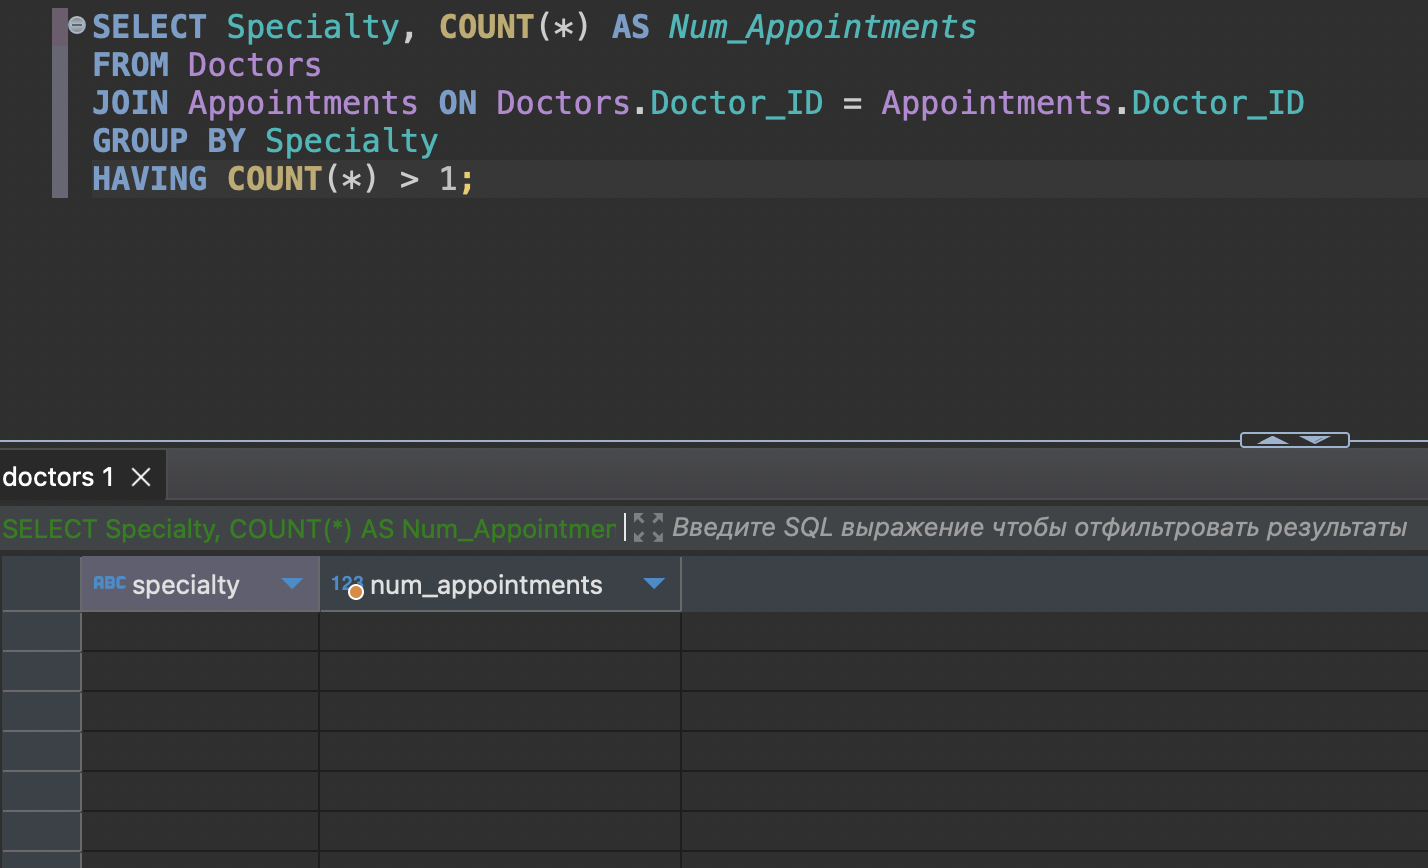 SELECT Specialty, COUNT(*) AS Num_Appointments
FROM Doctors
JOIN Appointments ON Doctors.Doctor_ID = Appointments.Doctor_ID
GROUP BY Specialty
HAVING COUNT(*) > 1;
doctors 1
SELECT Specialty, COUNT(*) AS Num_Appointmen Введите SQL выражение чтобы отфильтровать результаты
ABC specialty 123 num_appointments